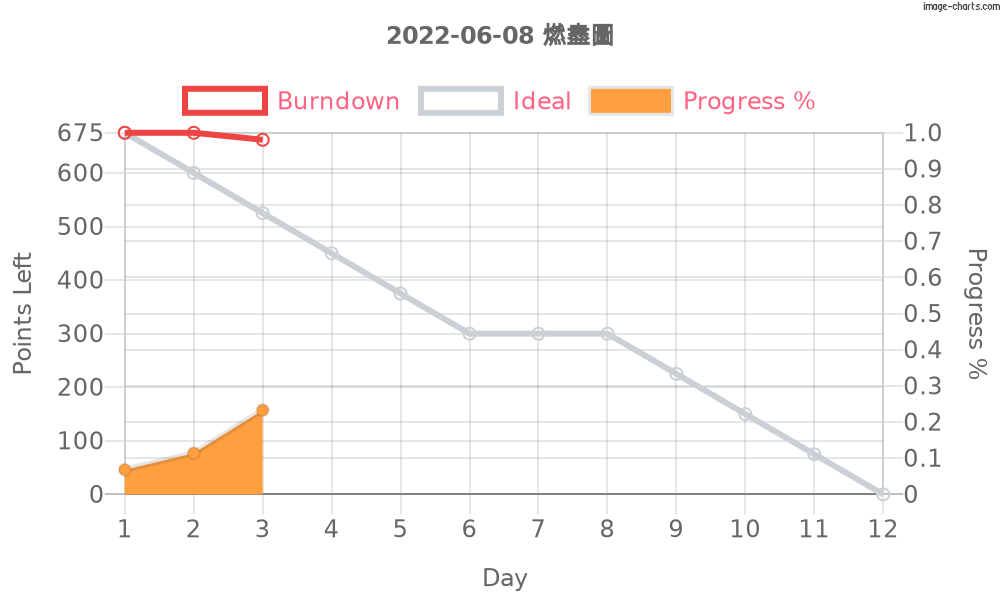 image-charts.com
2022-06-08 燃盡圖
Burndown Ideal Progress %
675 1.0
600 0.9
0.8
500 0.7
400 0.6
0.5
300 0.4
200 0.3
0.2
100 0.1
0 0
Points Left
Progress %
1 2 3 4 5 6 7 8 9 10 11 12
Day